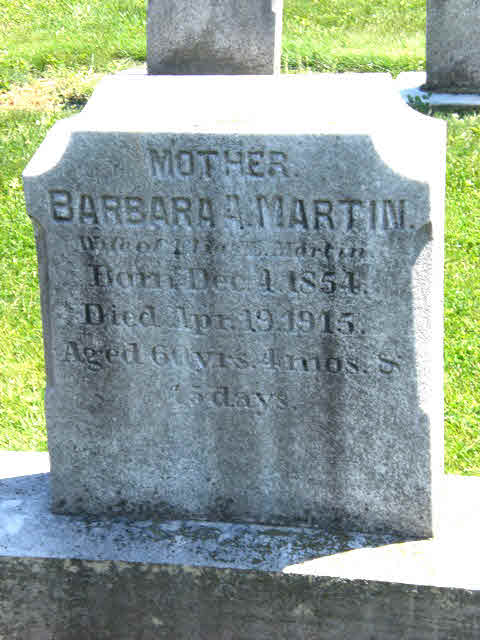 MOTHER.
BARBARA A. MARTIN.
Wife of Martin
Born Dec. 4, 1854.
Died Apr. 19, 1915.
Aged 60 yrs. 4 mos. &
15 days.